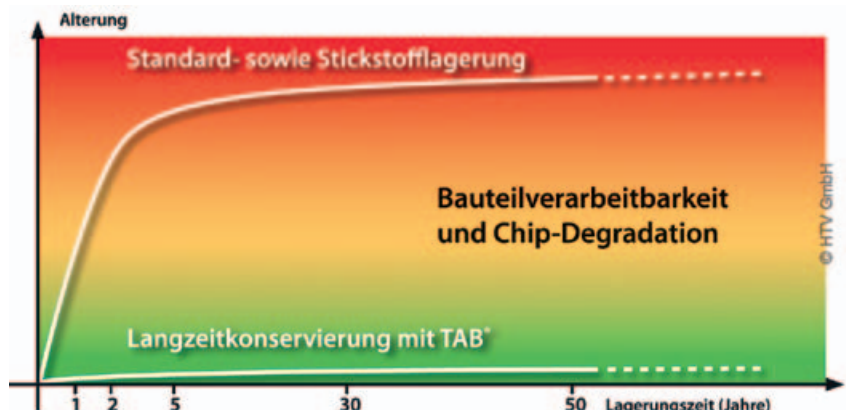 Alterung
Standard- sowie Stickstofflagerung
Bauteilverarbeitbarkeit
und Chip-Degradation
© HTV GmbH
Langzeitkonservierung mit TAB*
1 2 5 30 50 Lagerungszeit (Jahre)